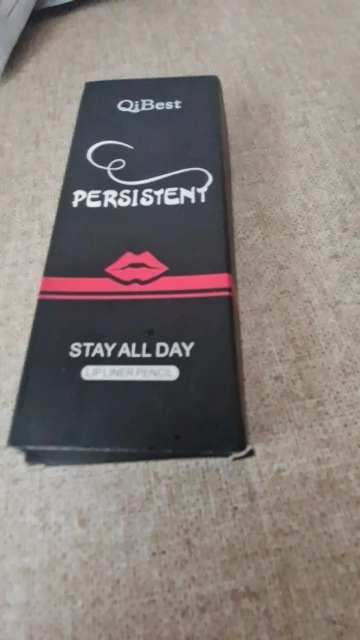 QiBest
PERSISTENT
STAY ALL DAY
LIP LINER PENCIL